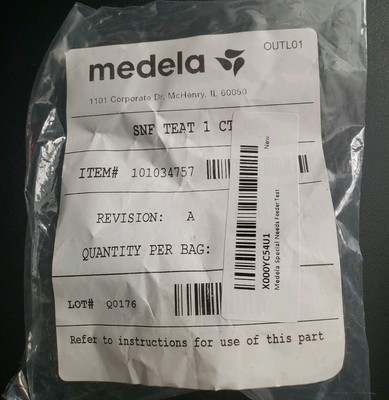 OUTL01
medela
1101 Corporate Dr. McHenry, IL 60050
SNF TEAT 1 CT
ITEM# 101034757
REVISION: A
QUANTITY PER BAG:
LOT# Q0176
Refer to instructions for use of this part
X000YC54U1
Medela Special Needs Feeder Teat
New